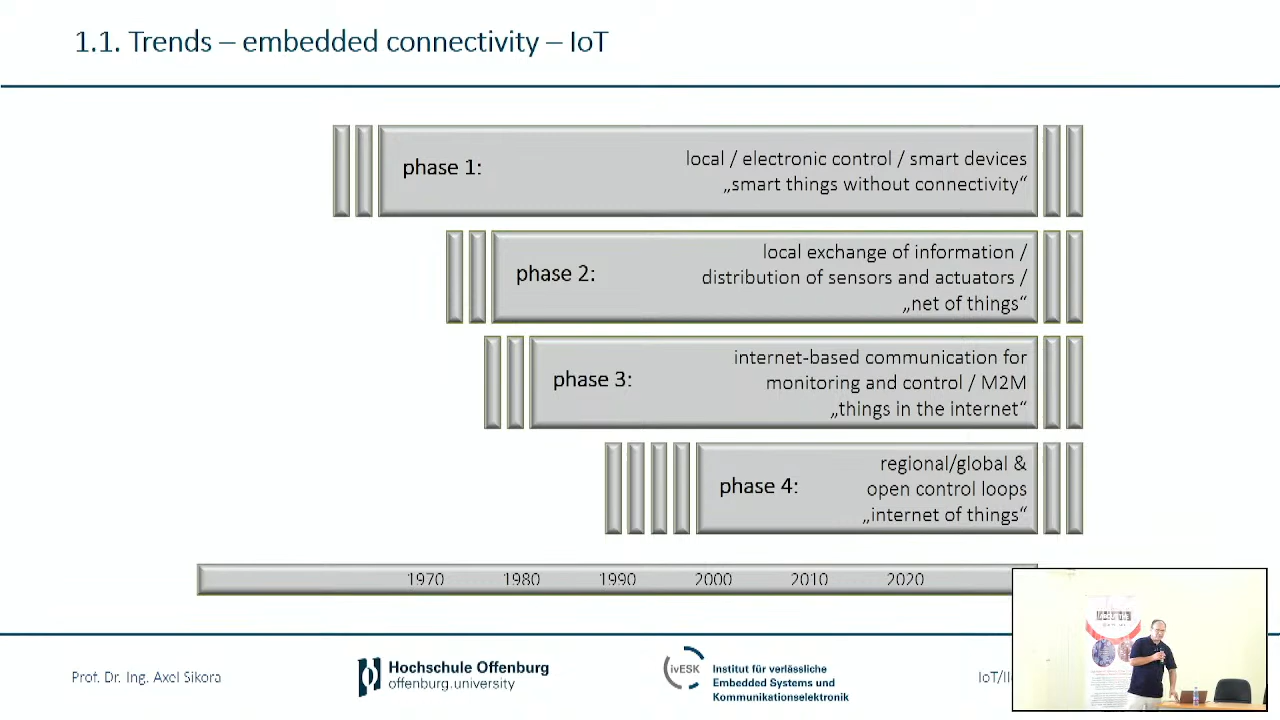 1.1. Trends – embedded connectivity – IoT
phase 1:
local / electronic control / smart devices
„smart things without connectivity“
phase 2:
local exchange of information /
distribution of sensors and actuators /
„net of things“
phase 3:
internet-based communication for
monitoring and control / M2M
„things in the internet“
phase 4:
regional/global &
open control loops
„internet of things“
1970 1980 1990 2000 2010 2020
Prof. Dr. Ing. Axel Sikora
Hochschule Offenburg
offenburg.university
ivESK
Institut für verlässliche
Embedded Systems und
Kommunikationselektronik